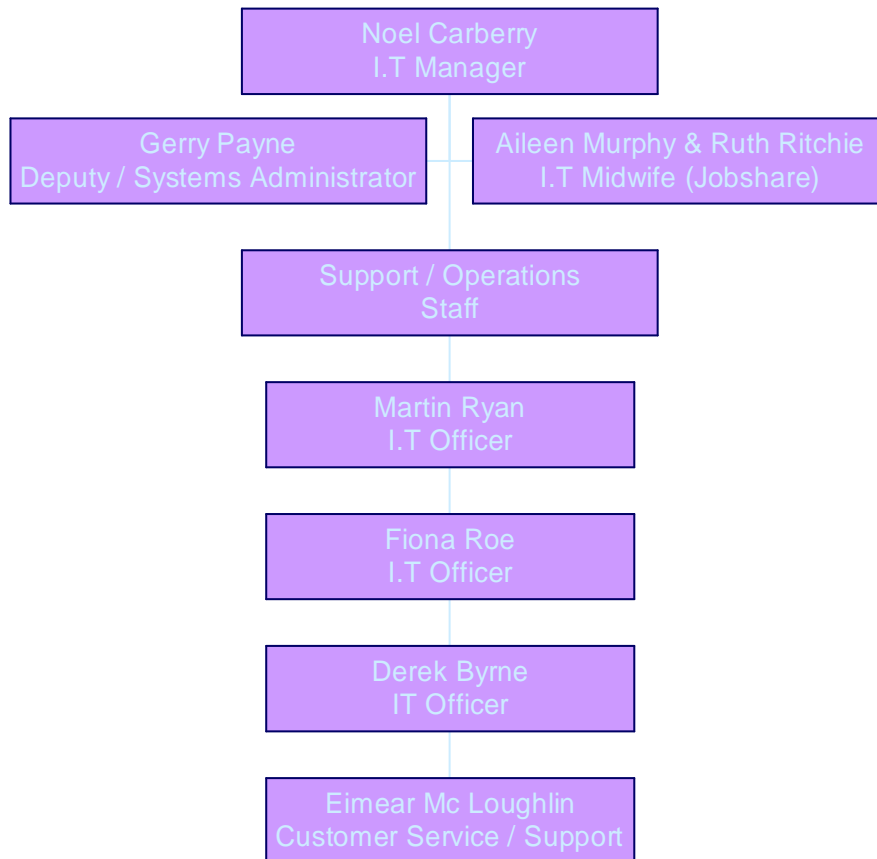 Noel Carberry
I.T Manager
Gerry Payne
Deputy / Systems Administrator
Aileen Murphy & Ruth Ritchie
I.T Midwife (Jobshare)
Support / Operations
Staff
Martin Ryan
I.T Officer
Fiona Roe
I.T Officer
Derek Byrne
IT Officer
Eimear Mc Loughlin
Customer Service / Support